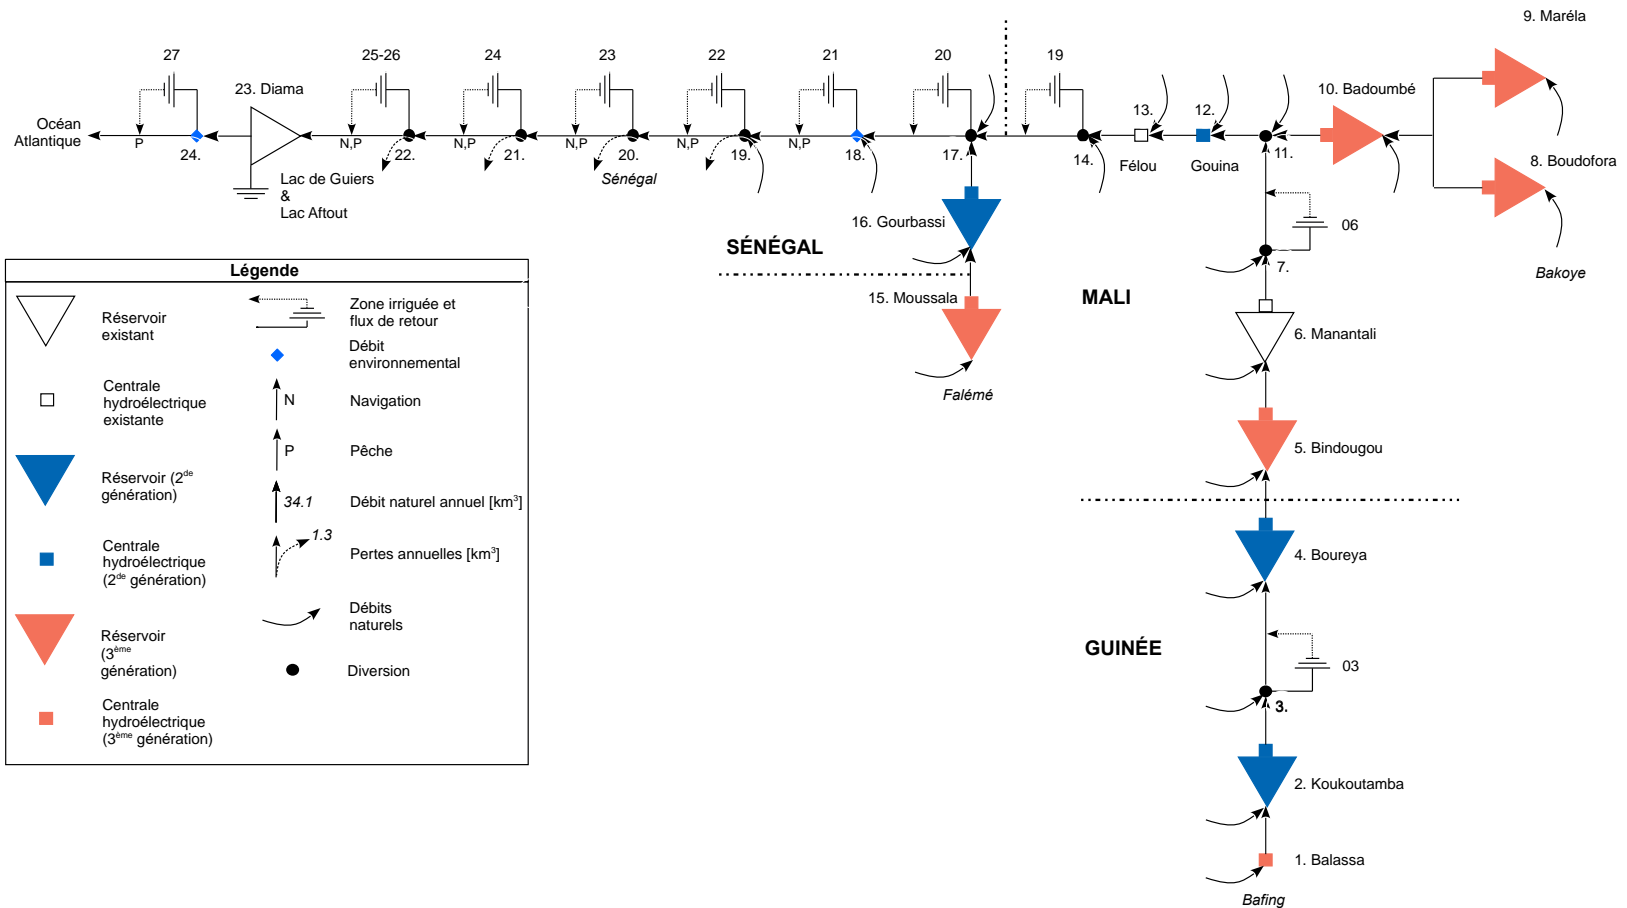 9. Maréla
27
25-26
24
23
22
21
20
19
23. Diama
10. Badoumbé
13.
12.
Océan
Atlantique
P
24.
N,P
22.
N,P
21.
N,P
20.
N,P
19.
N,P
18.
17.
14.
11.
Félou
Gouina
8. Boudofora
Lac de Guiers
&
Lac Aftout
Sénégal
16. Gourbassi
06
SÉNÉGAL
7.
Bakoye
15. Moussala
MALI
6. Manantali
Falémé
5. Bindougou
4. Boureya
GUINÉE
03
3.
2. Koukoutamba
1. Balassa
Bafing
Légende
Réservoir
existant
Centrale
hydroélectrique
existante
Réservoir (2de
génération)
Centrale
hydroélectrique
(2de génération)
Réservoir
(3ème
génération)
Centrale
hydroélectrique
(3ème génération)
Zone irriguée et
flux de retour
Débit
environnemental
N
Navigation
P
Pêche
34.1
Débit naturel annuel [km3]
1.3
Pertes annuelles [km3]
Débits
naturels
Diversion